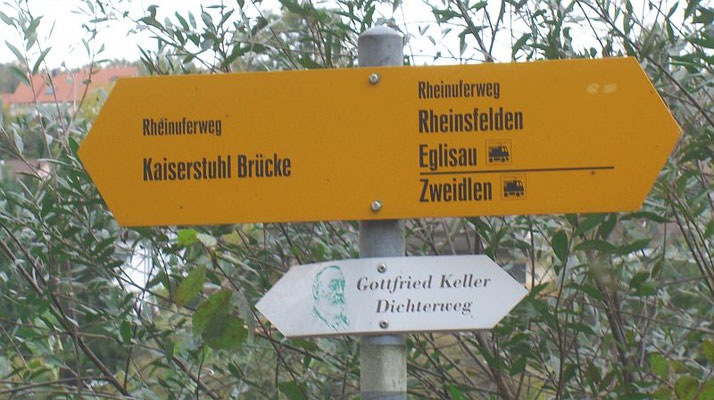 Rheinuferweg
Kaiserstuhl Brücke
Rheinuferweg
Rheinsfelden
Eglisau
Zweidlen
Gottfried Keller
Dichterweg